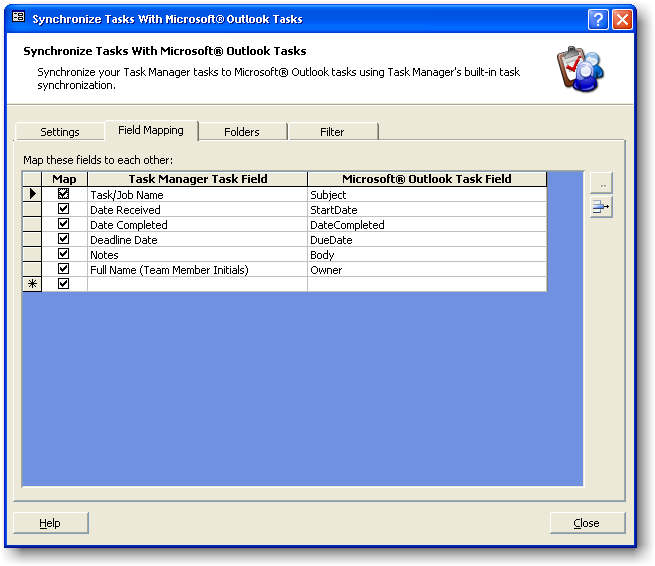 Synchronize Tasks With Microsoft® Outlook Tasks
Synchronize Tasks With Microsoft® Outlook Tasks
Synchronize your Task Manager tasks to Microsoft® Outlook tasks using Task Manager's built-in task
synchronization.
Settings Field Mapping Folders Filter
Map these fields to each other:
Map Task Manager Task Field Microsoft® Outlook Task Field
Task/Job Name Subject
Date Received StartDate
Date Completed DateCompleted
Deadline Date DueDate
Notes Body
Full Name (Team Member Initials) Owner
Help Close